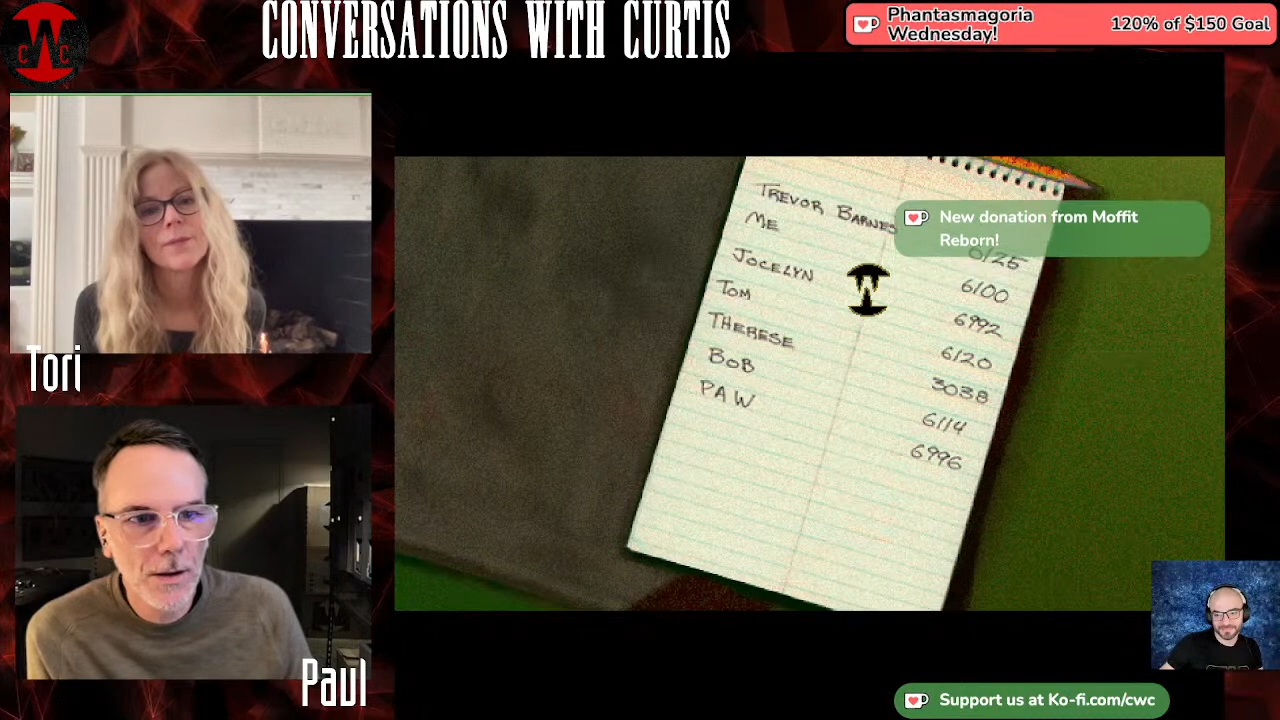 CONVERSATIONS WITH CURTIS
W
C C
Phantasmagoria
Wednesday!
120% of $150 Goal
Tori
Paul
TREVOR BARNES
ME
JOCELYN
TOM
THERESE
BOB
PAW
6100
6992
6120
3038
6114
6996
W
New donation from Moffit
Reborn!
Support us at Ko-fi.com/cwc